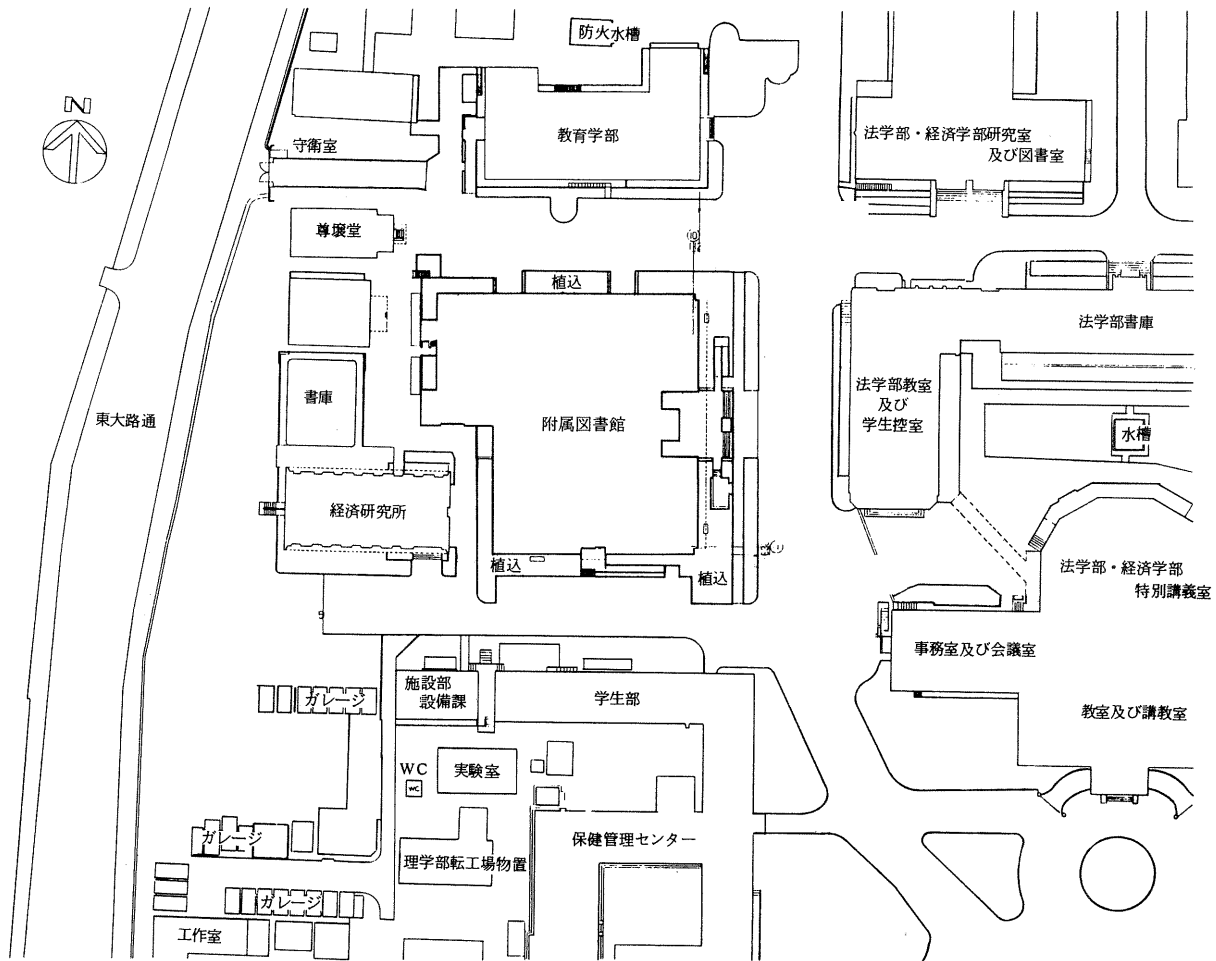 防火水槽
N
教育学部
法学部・経済学部研究室
及び図書室
守衛室
尊攘堂
植込
法学部書庫
書庫
法学部教室
及び
学生控室
東大路通
附属図書館
水槽
経済研究所
植込
植込
法学部・経済学部
特別講義室
事務室及び会議室
施設部
設備課
学生部
ガレージ
教室及び講教室
WC
WC
実験室
ガレージ
保健管理センター
理学部転工場物置
ガレージ
工作室